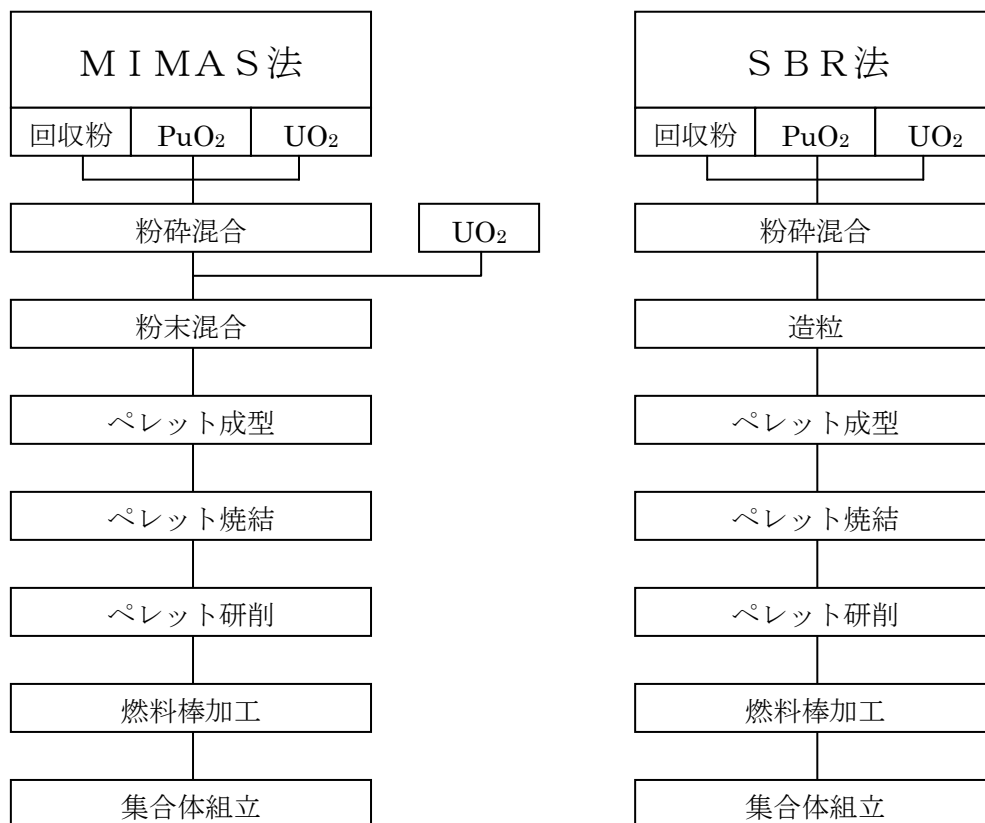 ＭＩＭＡＳ法
回収粉 PuO₂ UO₂
粉砕混合
UO₂
粉末混合
ペレット成型
ペレット焼結
ペレット研削
燃料棒加工
集合体組立
ＳＢＲ法
回収粉 PuO₂ UO₂
粉砕混合
造粒
ペレット成型
ペレット焼結
ペレット研削
燃料棒加工
集合体組立